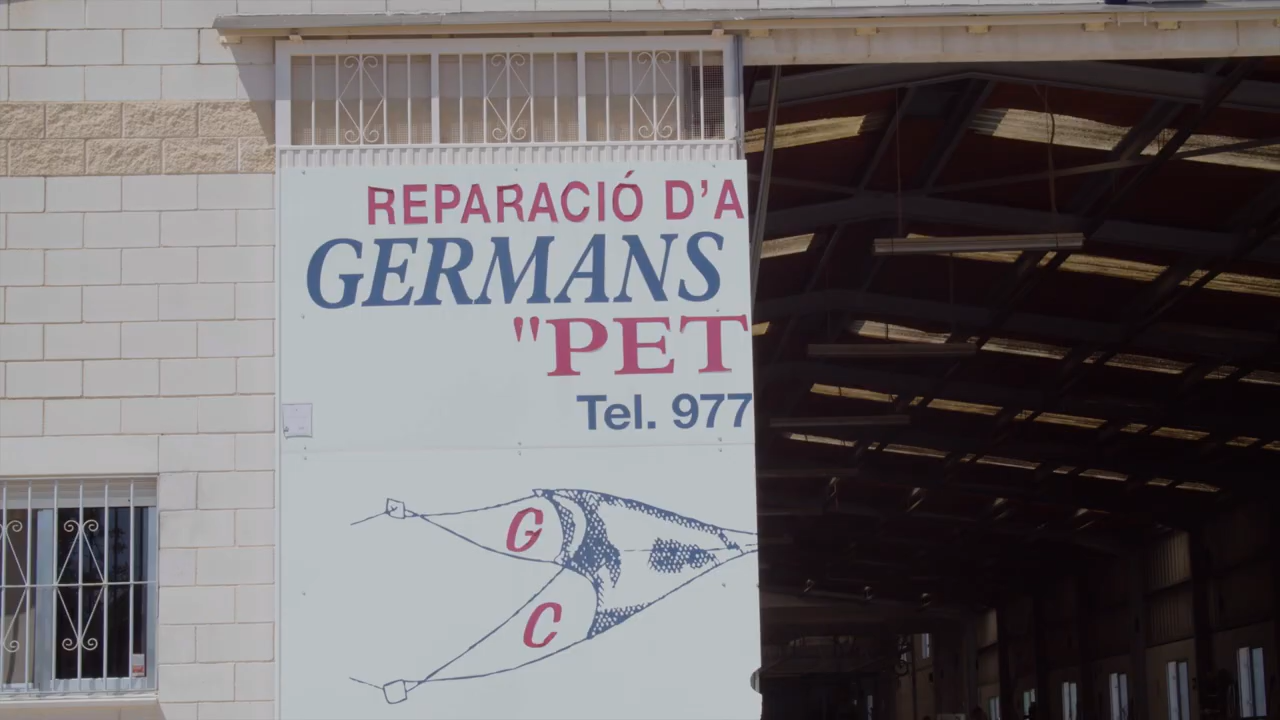 REPARACIÓ D'A
GERMANS
"PET
Tel. 977
G
C